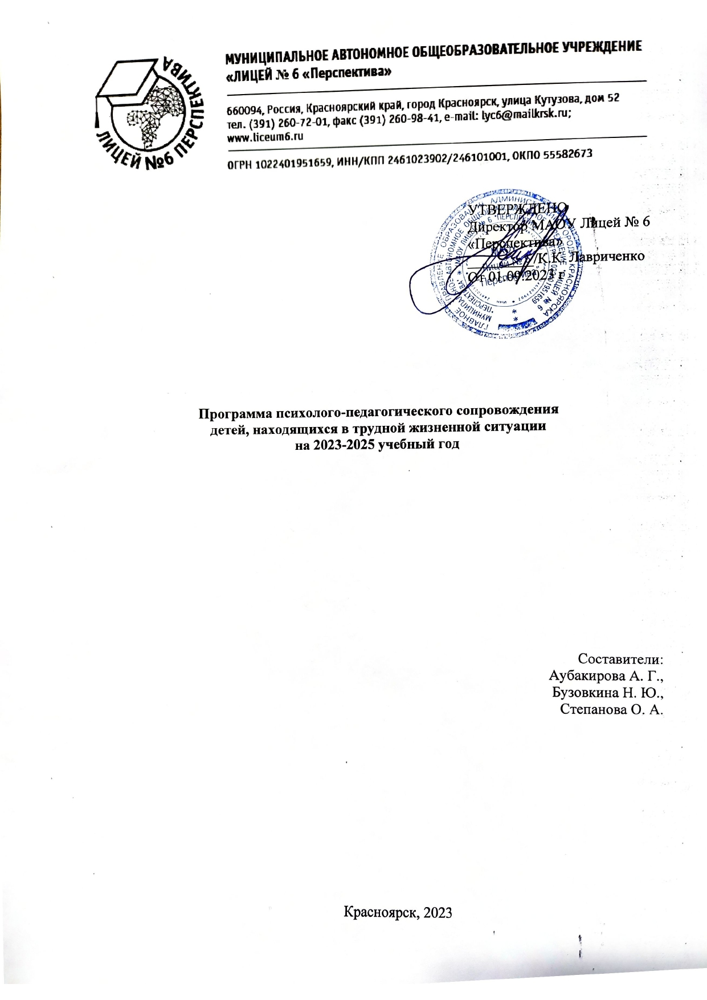 ЛИЦЕЙ №6 ПЕРСПЕКТИВА
МУНИЦИПАЛЬНОЕ АВТОНОМНОЕ ОБЩЕОБРАЗОВАТЕЛЬНОЕ УЧРЕЖДЕНИЕ
«ЛИЦЕЙ № 6 «Перспектива»
660094, Россия, Красноярский край, город Красноярск, улица Кутузова, дом 52
тел. (391) 260-72-01, факс (391) 260-98-41, e-mail: lyc6@mailkrsk.ru;
www.liceum6.ru
ОГРН 1022401951659, ИНН/КПП 2461023902/246101001, ОКПО 55582673
УТВЕРЖДЕНО
Директор МАОУ Лицей № 6
«Перспектива»
/К.К. Лавриченко
От 01.09.2023 г.
Программа психолого-педагогического сопровождения
детей, находящихся в трудной жизненной ситуации
на 2023-2025 учебный год
Составители:
Аубакирова А. Г.,
Бузовкина Н. Ю.,
Степанова О. А.
Красноярск, 2023